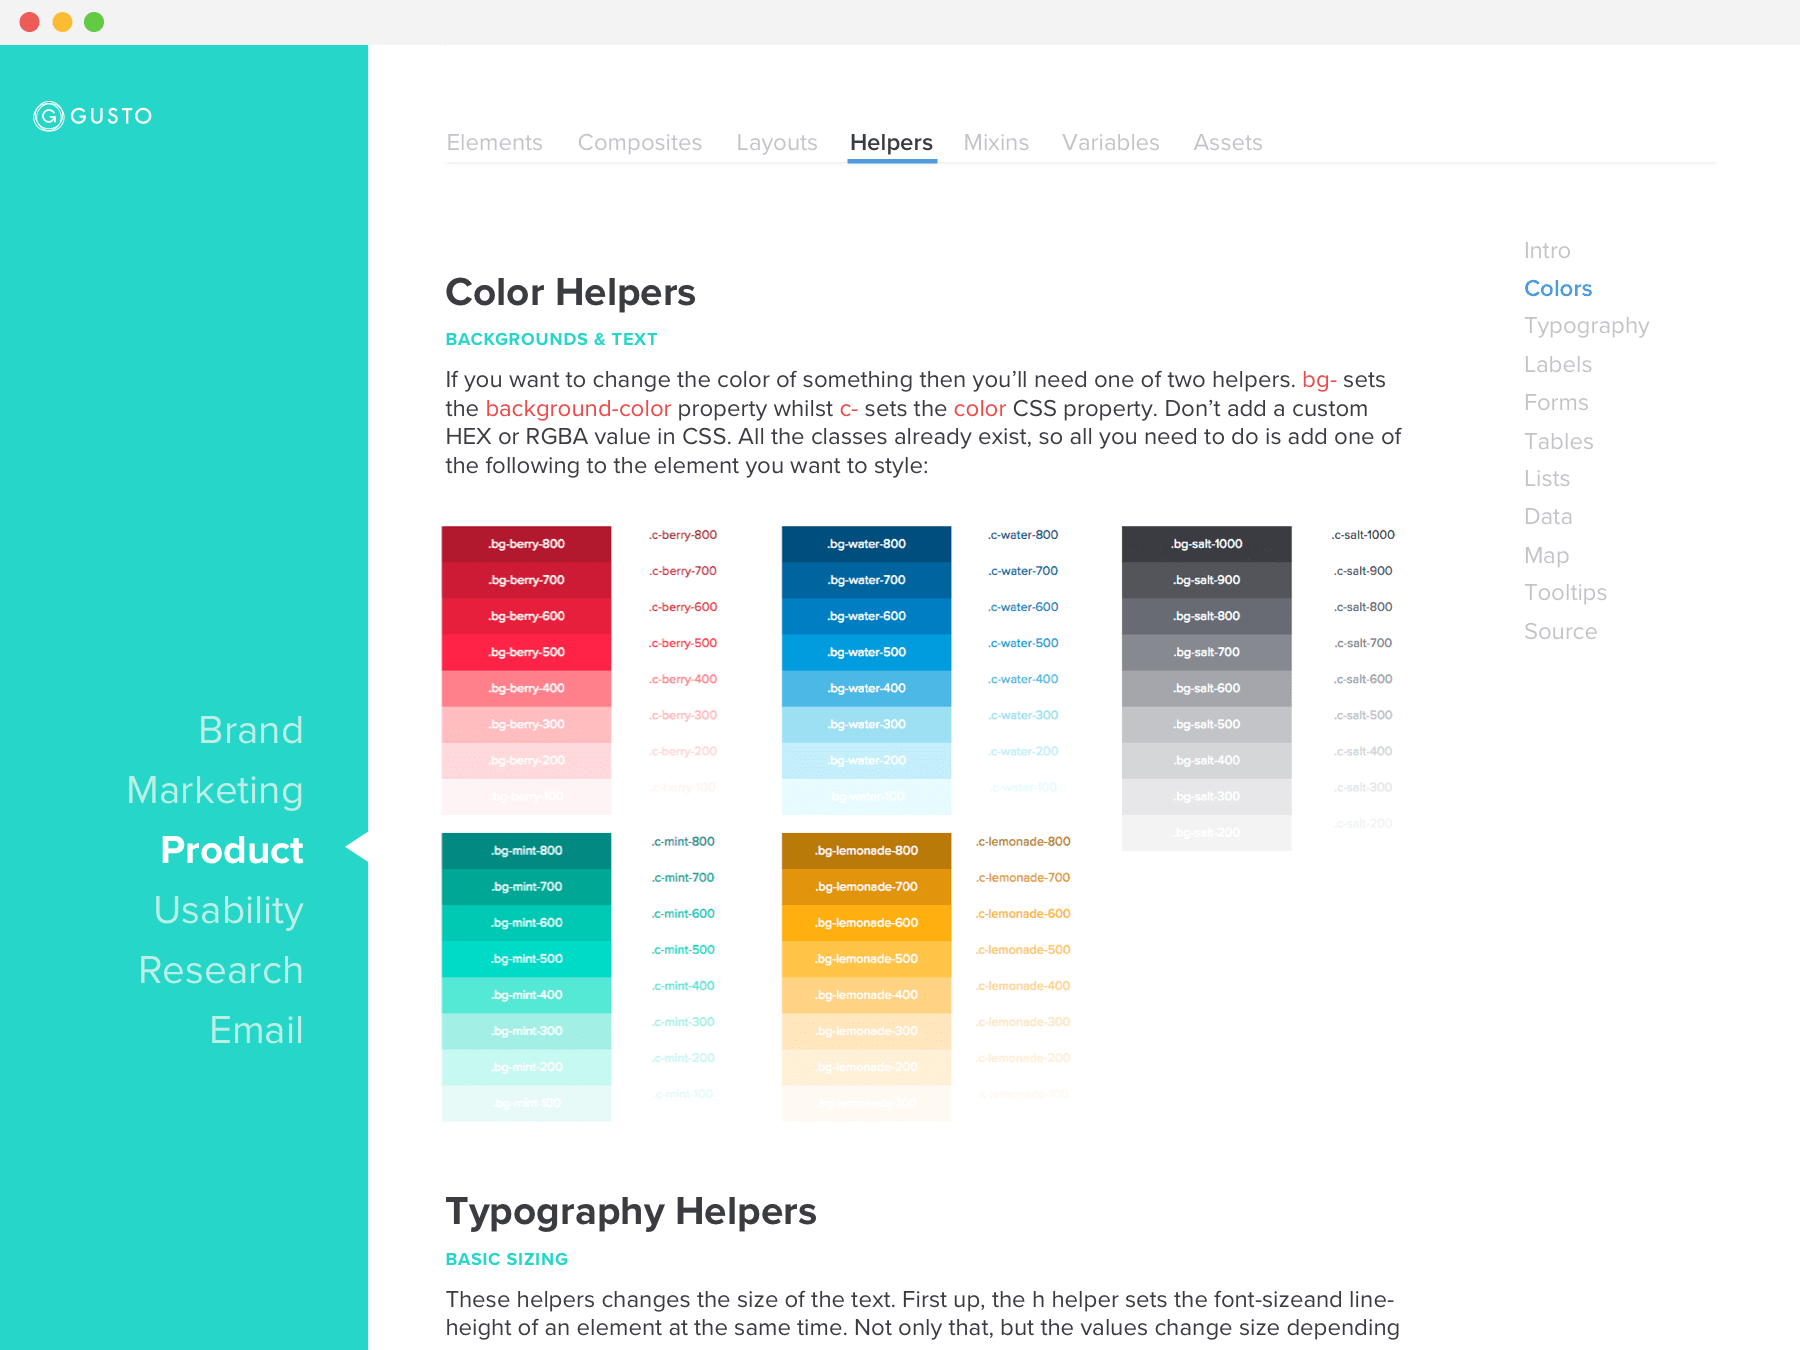 GUSTO
Elements Composites Layouts Helpers Mixins Variables Assets
Intro
Colors
Typography
Labels
Forms
Tables
Lists
Data
Map
Tooltips
Source
Brand
Marketing
Product
Usability
Research
Email
Color Helpers
BACKGROUNDS & TEXT
If you want to change the color of something then you’ll need one of two helpers. bg- sets
the background-color property whilst c- sets the color CSS property. Don’t add a custom
HEX or RGBA value in CSS. All the classes already exist, so all you need to do is add one of
the following to the element you want to style:
.bg-berry-800 .c-berry-800
.bg-berry-700 .c-berry-700
.bg-berry-600 .c-berry-600
.bg-berry-500 .c-berry-500
.bg-berry-400 .c-berry-400
.bg-berry-300 .c-berry-300
.bg-berry-200 .c-berry-200
.bg-berry-100 .c-berry-100
.bg-water-800 .c-water-800
.bg-water-700 .c-water-700
.bg-water-600 .c-water-600
.bg-water-500 .c-water-500
.bg-water-400 .c-water-400
.bg-water-300 .c-water-300
.bg-water-200 .c-water-200
.bg-water-100 .c-water-100
.bg-salt-1000 .c-salt-1000
.bg-salt-900 .c-salt-900
.bg-salt-800 .c-salt-800
.bg-salt-700 .c-salt-700
.bg-salt-600 .c-salt-600
.bg-salt-500 .c-salt-500
.bg-salt-400 .c-salt-400
.bg-salt-300 .c-salt-300
.bg-salt-200 .c-salt-200
.bg-mint-800 .c-mint-800
.bg-mint-700 .c-mint-700
.bg-mint-600 .c-mint-600
.bg-mint-500 .c-mint-500
.bg-mint-400 .c-mint-400
.bg-mint-300 .c-mint-300
.bg-mint-200 .c-mint-200
.bg-mint-100 .c-mint-100
.bg-lemonade-800 .c-lemonade-800
.bg-lemonade-700 .c-lemonade-700
.bg-lemonade-600 .c-lemonade-600
.bg-lemonade-500 .c-lemonade-500
.bg-lemonade-400 .c-lemonade-400
.bg-lemonade-300 .c-lemonade-300
.bg-lemonade-200 .c-lemonade-200
.bg-lemonade-100 .c-lemonade-100
Typography Helpers
BASIC SIZING
These helpers changes the size of the text. First up, the h helper sets the font-sizeand line-
height of an element at the same time. Not only that, but the values change size depending